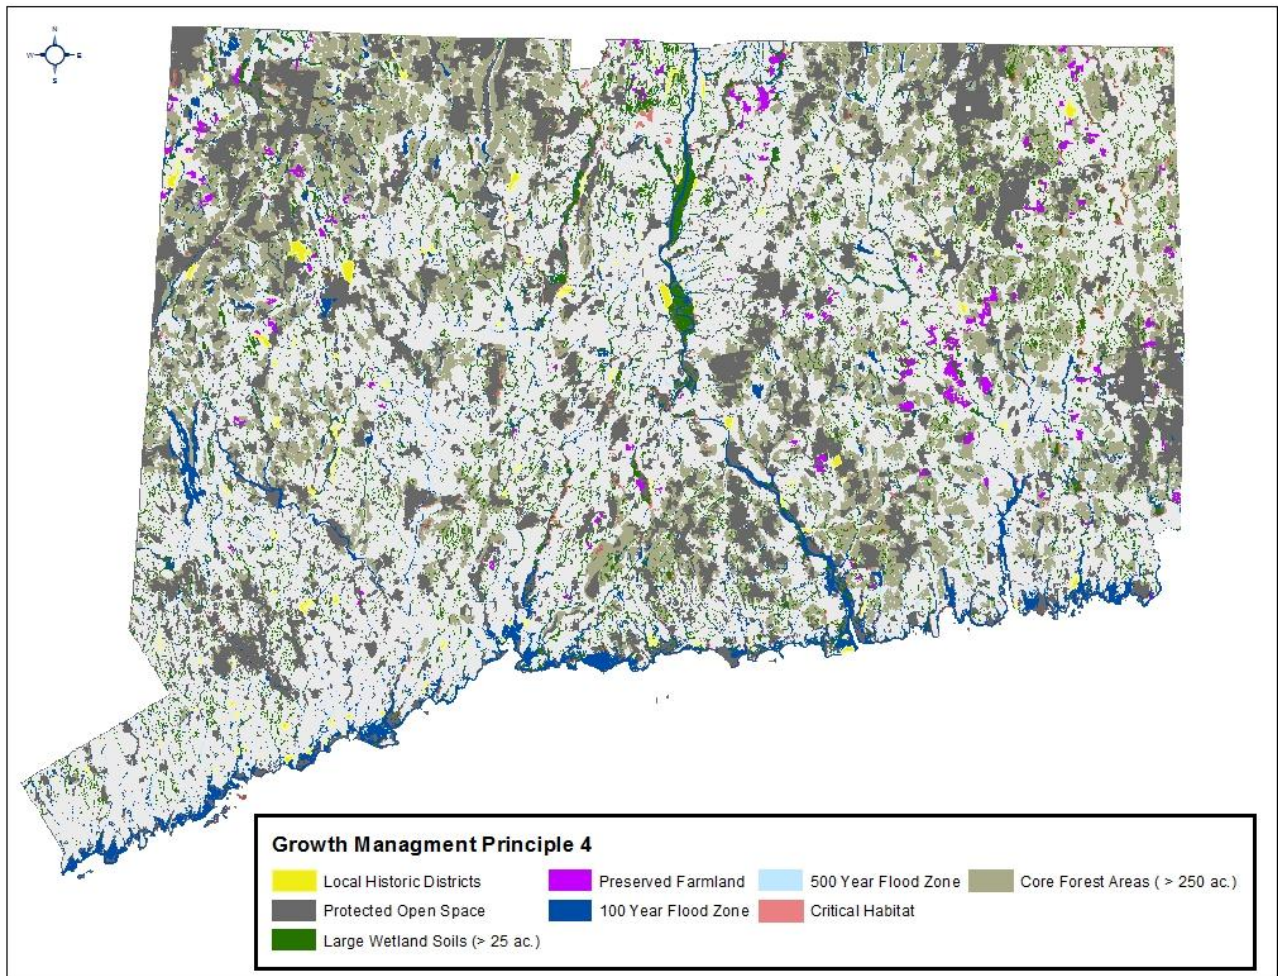 N
W E
S
Growth Managment Principle 4
Local Historic Districts Preserved Farmland 500 Year Flood Zone Core Forest Areas ( > 250 ac.)
Protected Open Space 100 Year Flood Zone Critical Habitat
Large Wetland Soils (> 25 ac.)